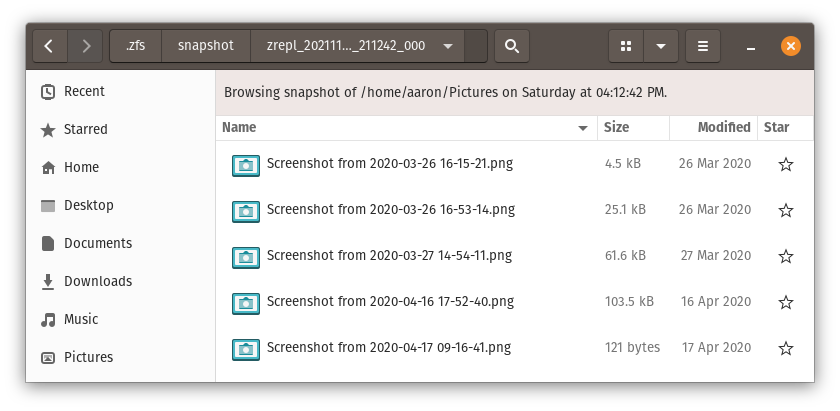 .zfs snapshot zrepl_202111..._211242_000
Recent
Starred
Home
Desktop
Documents
Downloads
Music
Pictures
Browsing snapshot of /home/aaron/Pictures on Saturday at 04:12:42 PM.
Name Size Modified Star
Screenshot from 2020-03-26 16-15-21.png 4.5 kB 26 Mar 2020
Screenshot from 2020-03-26 16-53-14.png 25.1 kB 26 Mar 2020
Screenshot from 2020-03-27 14-54-11.png 61.6 kB 27 Mar 2020
Screenshot from 2020-04-16 17-52-40.png 103.5 kB 16 Apr 2020
Screenshot from 2020-04-17 09-16-41.png 121 bytes 17 Apr 2020